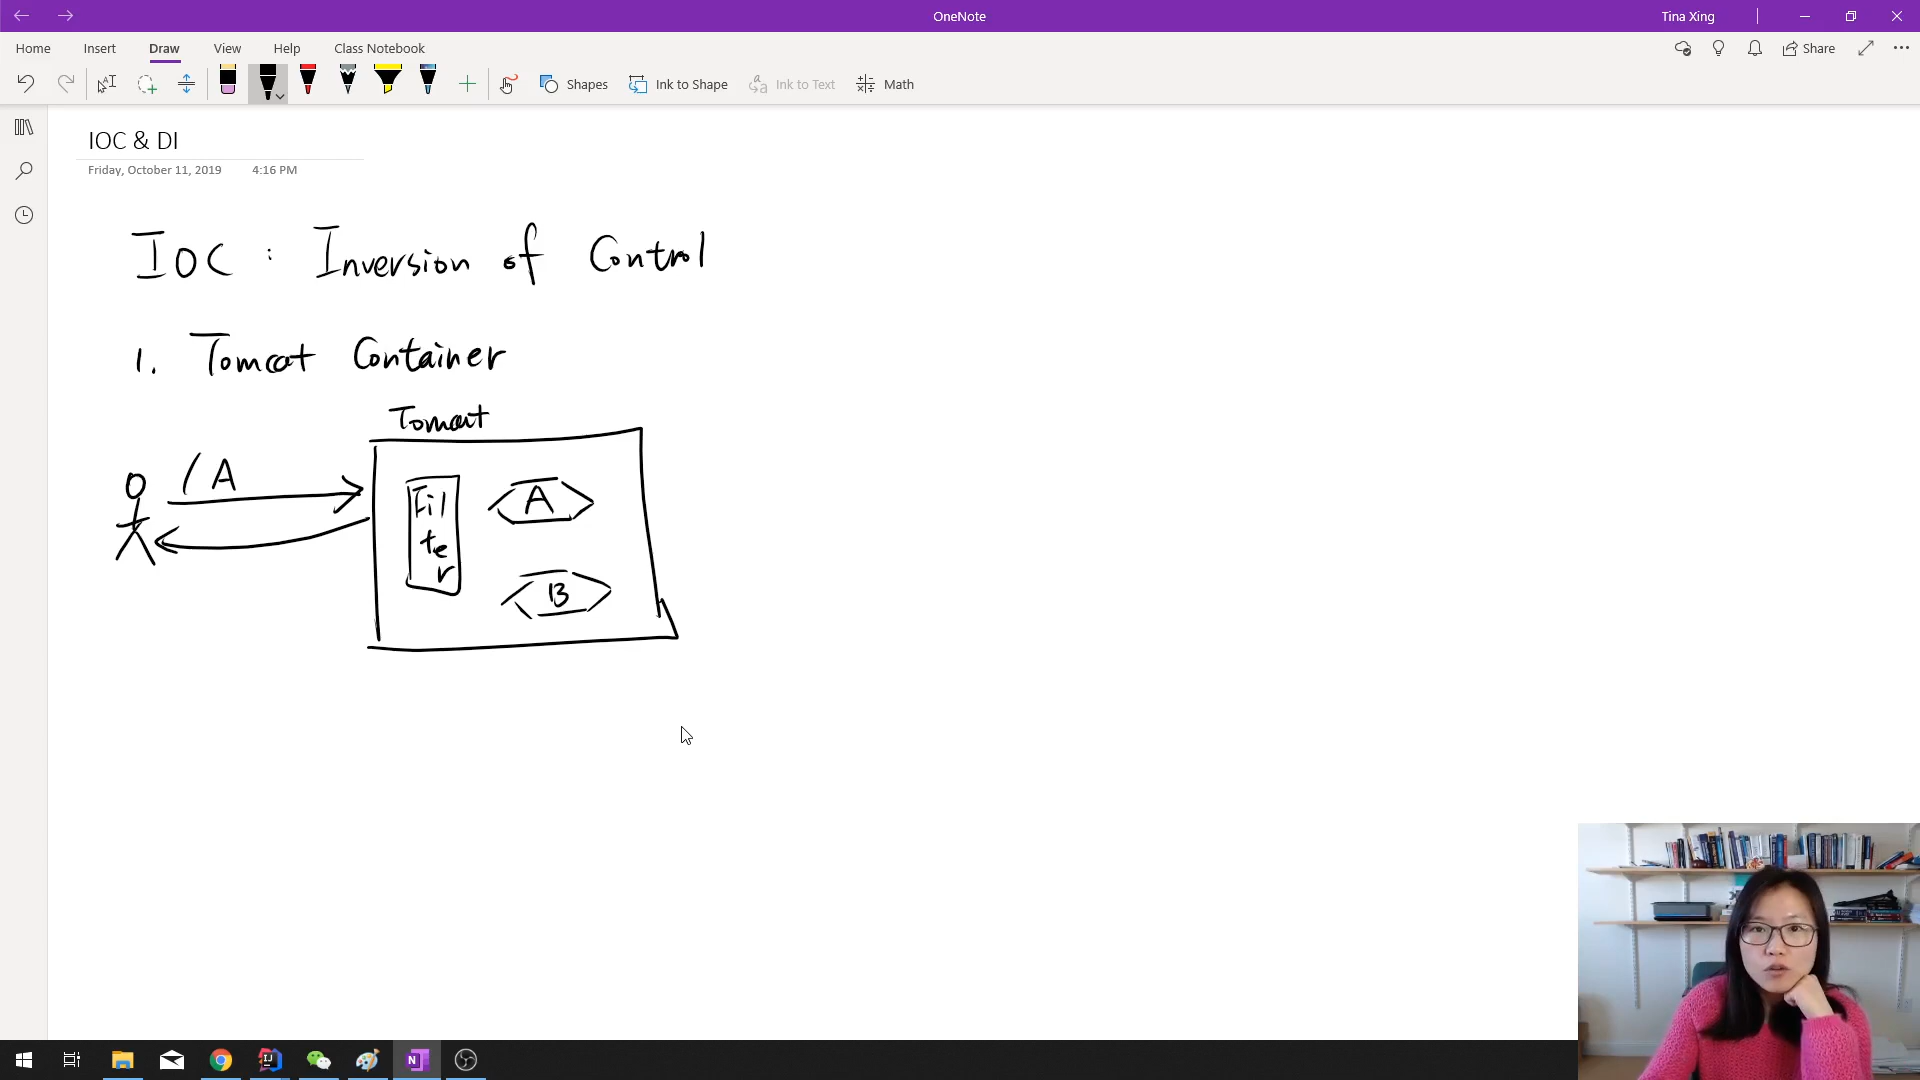 OneNote
Tina Xing
Home Insert Draw View Help Class Notebook
Share
Shapes Ink to Shape Ink to Text Math
IOC & DI
Friday, October 11, 2019 4:16 PM
IOC : Inversion of Control
1. Tomcat Container
Tomcat
/A
Fil
te
r
A
B